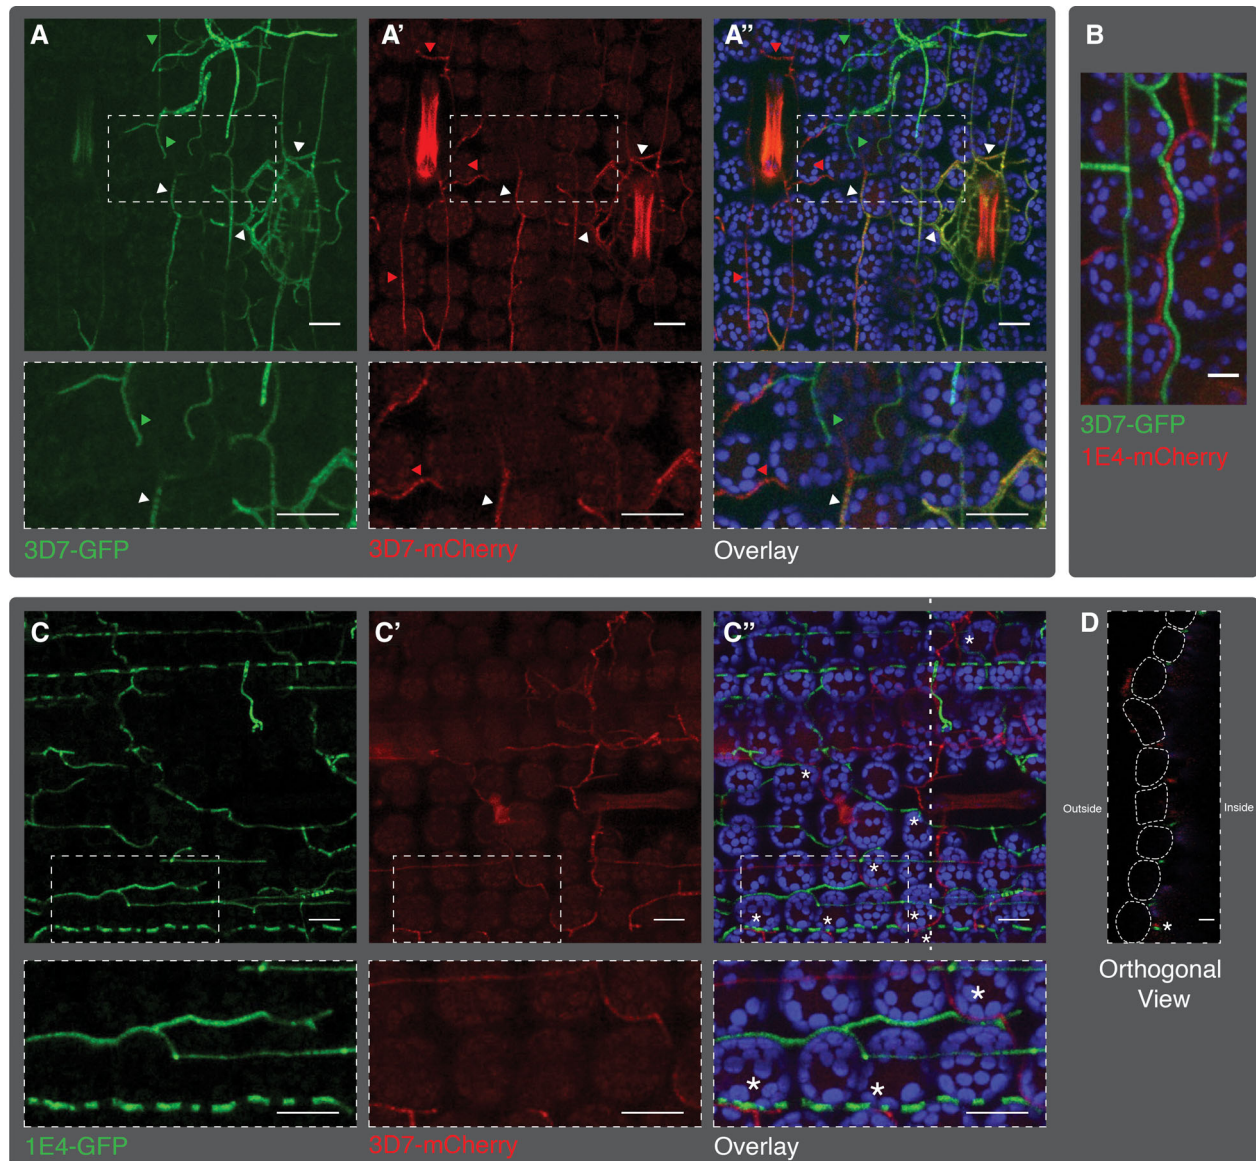 A
A'
A''
B
3D7-GFP
3D7-mCherry
Overlay
3D7-GFP
1E4-mCherry
C
C'
C''
D
Outside
Inside
Orthogonal
View
1E4-GFP
3D7-mCherry
Overlay